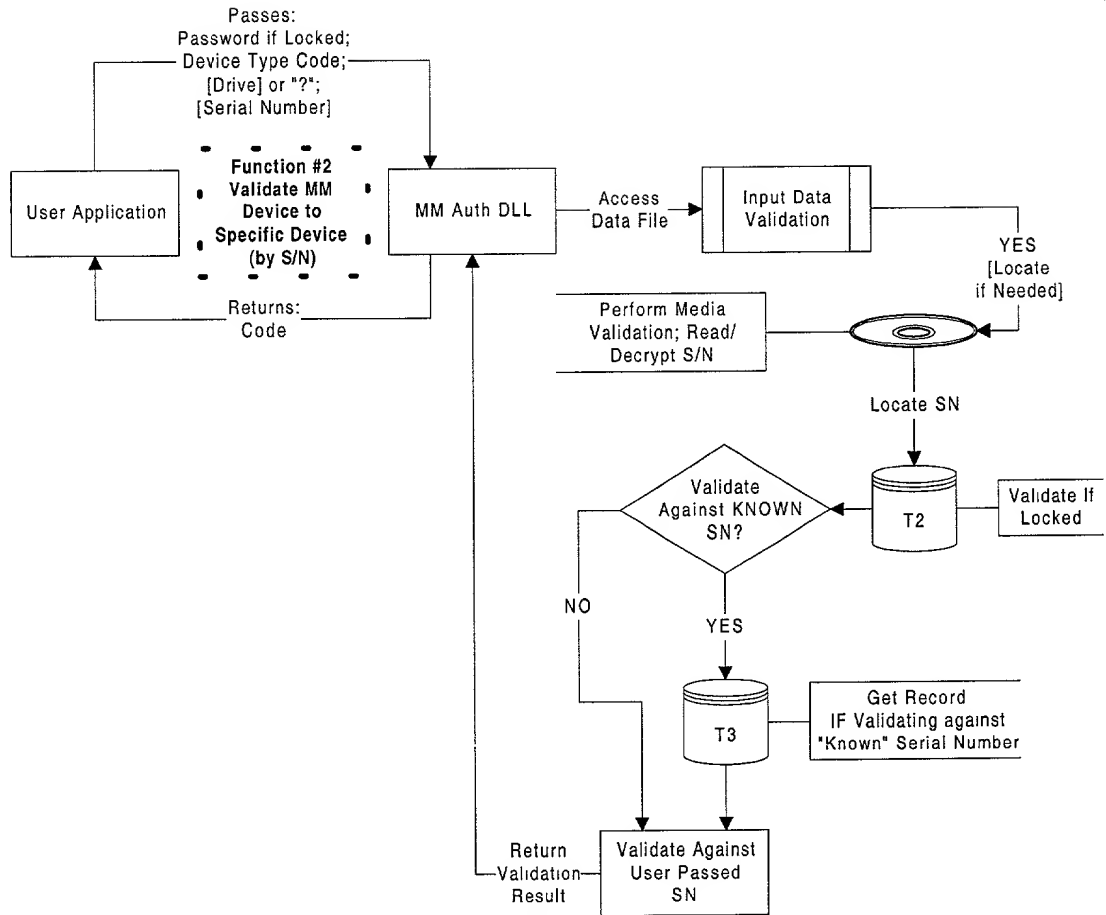 Passes:
Password if Locked;
Device Type Code;
[Drive] or "?";
[Serial Number]
Function #2
Validate MM
Device to
Specific Device
(by S/N)
User Application
MM Auth DLL
Access
Data File
Input Data
Validation
YES
[Locate
if Needed]
Returns:
Code
Perform Media
Validation; Read/
Decrypt S/N
Locate SN
Validate
Against KNOWN
SN?
T2
Validate If
Locked
NO
YES
T3
Get Record
IF Validating against
"Known" Serial Number
Return
Validation
Result
Validate Against
User Passed
SN